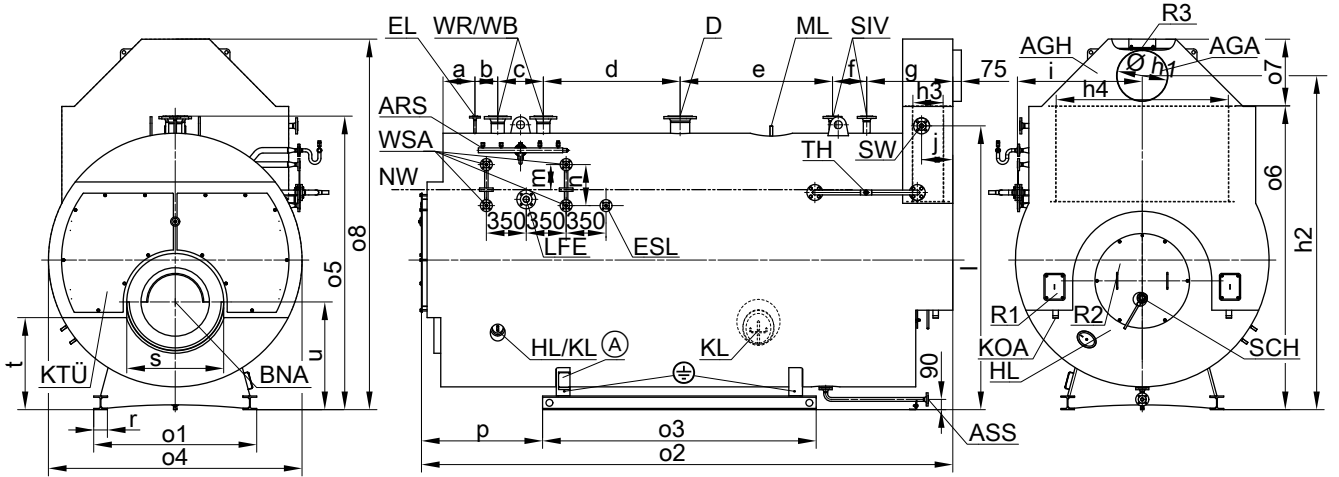 R3
EL WR/WB D ML SIV
AGH AGA
a b c d e f g 75 i Ø h1 o7
h3 h4
ARS
WSA
NW
m n
TH SW j
350 350 350
LFE ESL
o8 o5 l o6 h2
R1 R2
HL/KL A KL
KOA SCH
HL
t s u
KTÜ BNA
90
r p o3 ASS
o1 o2
o4